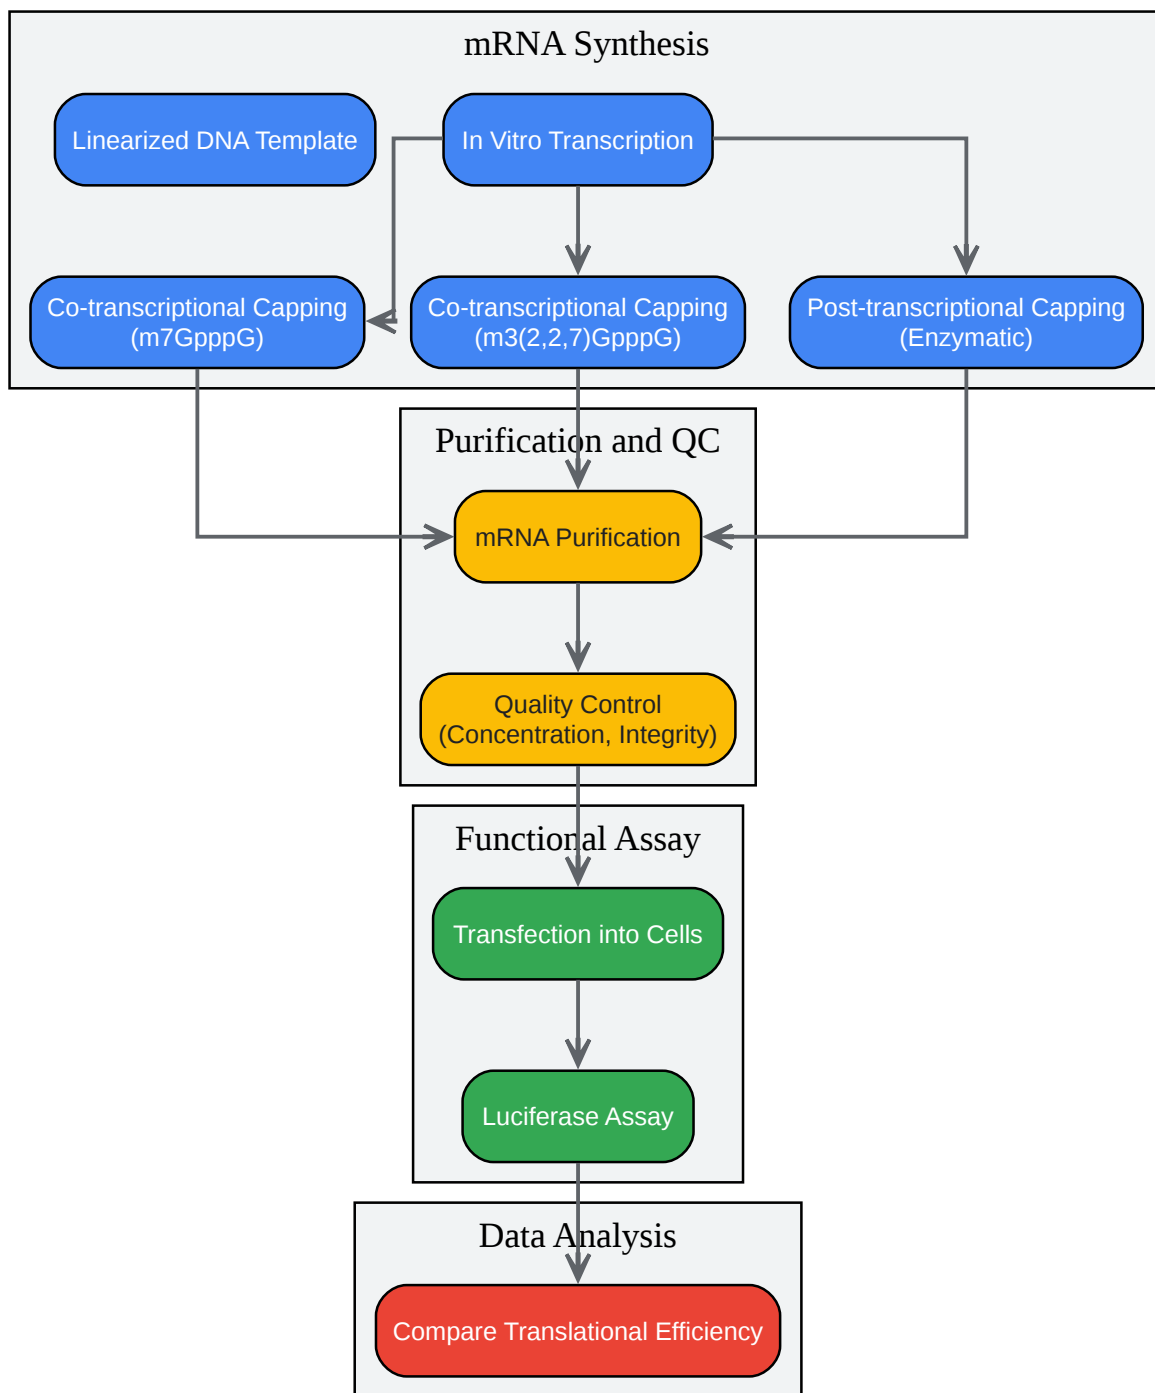 mRNA Synthesis
Linearized DNA Template
In Vitro Transcription
Co-transcriptional Capping
(m7GpppG)
Co-transcriptional Capping
(m3(2,2,7)GpppG)
Post-transcriptional Capping
(Enzymatic)
Purification and QC
mRNA Purification
Quality Control
(Concentration, Integrity)
Functional Assay
Transfection into Cells
Luciferase Assay
Data Analysis
Compare Translational Efficiency